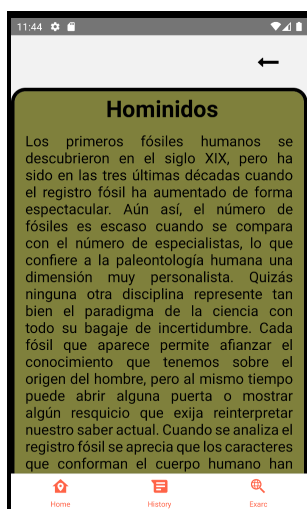 11:44
Hominidos
Los primeros fósiles humanos se
descubrieron en el siglo XIX, pero ha
sido en las tres últimas décadas cuando
el registro fósil ha aumentado de forma
espectacular. Aún así, el número de
fósiles es escaso cuando se compara
con el número de especialistas, lo que
confiere a la paleontología humana una
dimensión muy personalista. Quizás
ninguna otra disciplina represente tan
bien el paradigma de la ciencia con
todo su bagaje de incertidumbre. Cada
fósil que aparece permite afianzar el
conocimiento que tenemos sobre el
origen del hombre, pero al mismo tiempo
puede abrir alguna puerta o mostrar
algún resquicio que exija reinterpretar
nuestro saber actual. Cuando se analiza el
registro fósil se aprecia que los caracteres
que conforman el cuerpo humano han
Home
History
Exarc